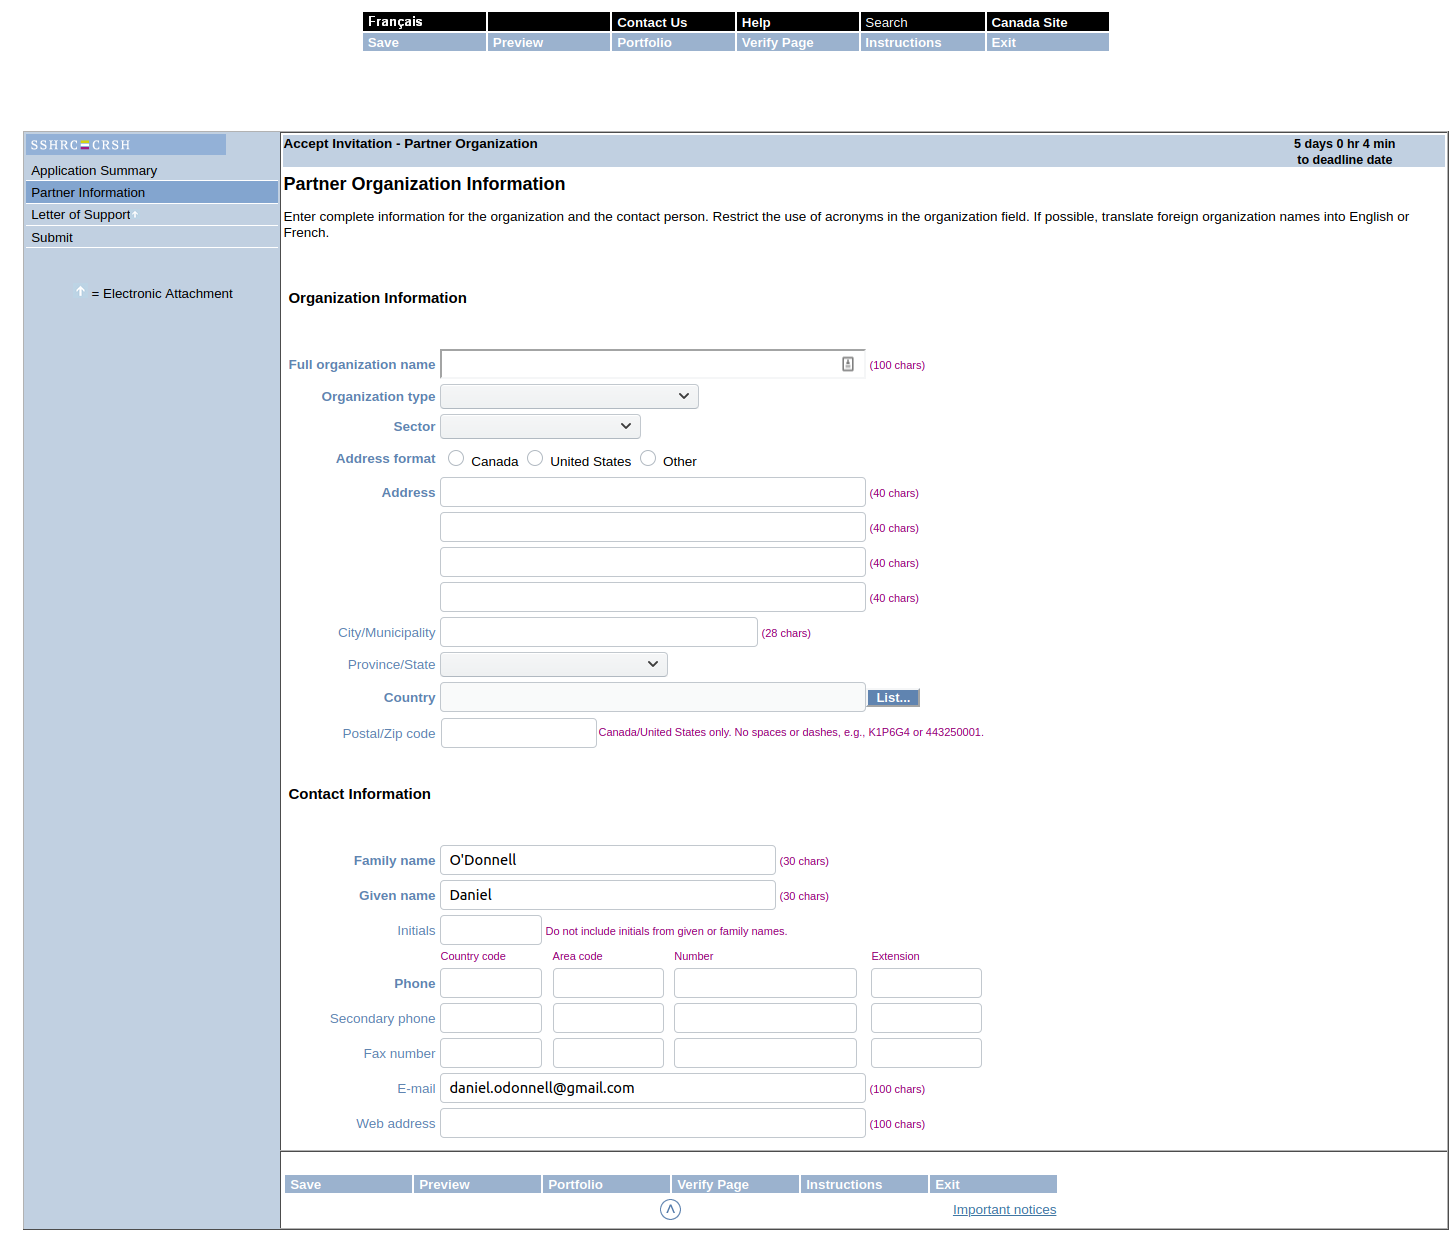 Français Contact Us Help Search Canada Site
Save Preview Portfolio Verify Page Instructions Exit
SSHRC CRSH
Application Summary
Partner Information
Letter of Support
Submit
= Electronic Attachment
Accept Invitation - Partner Organization
5 days 0 hr 4 min
to deadline date
Partner Organization Information
Enter complete information for the organization and the contact person. Restrict the use of acronyms in the organization field. If possible, translate foreign organization names into English or
French.
Organization Information
Full organization name (100 chars)
Organization type
Sector
Address format Canada United States Other
Address (40 chars)
(40 chars)
(40 chars)
(40 chars)
City/Municipality (28 chars)
Province/State
Country List...
Postal/Zip code Canada/United States only. No spaces or dashes, e.g., K1P6G4 or 443250001.
Contact Information
Family name O'Donnell (30 chars)
Given name Daniel (30 chars)
Initials Do not include initials from given or family names.
Country code Area code Number Extension
Phone
Secondary phone
Fax number
E-mail daniel.odonnell@gmail.com (100 chars)
Web address (100 chars)
Save Preview Portfolio Verify Page Instructions Exit
Important notices